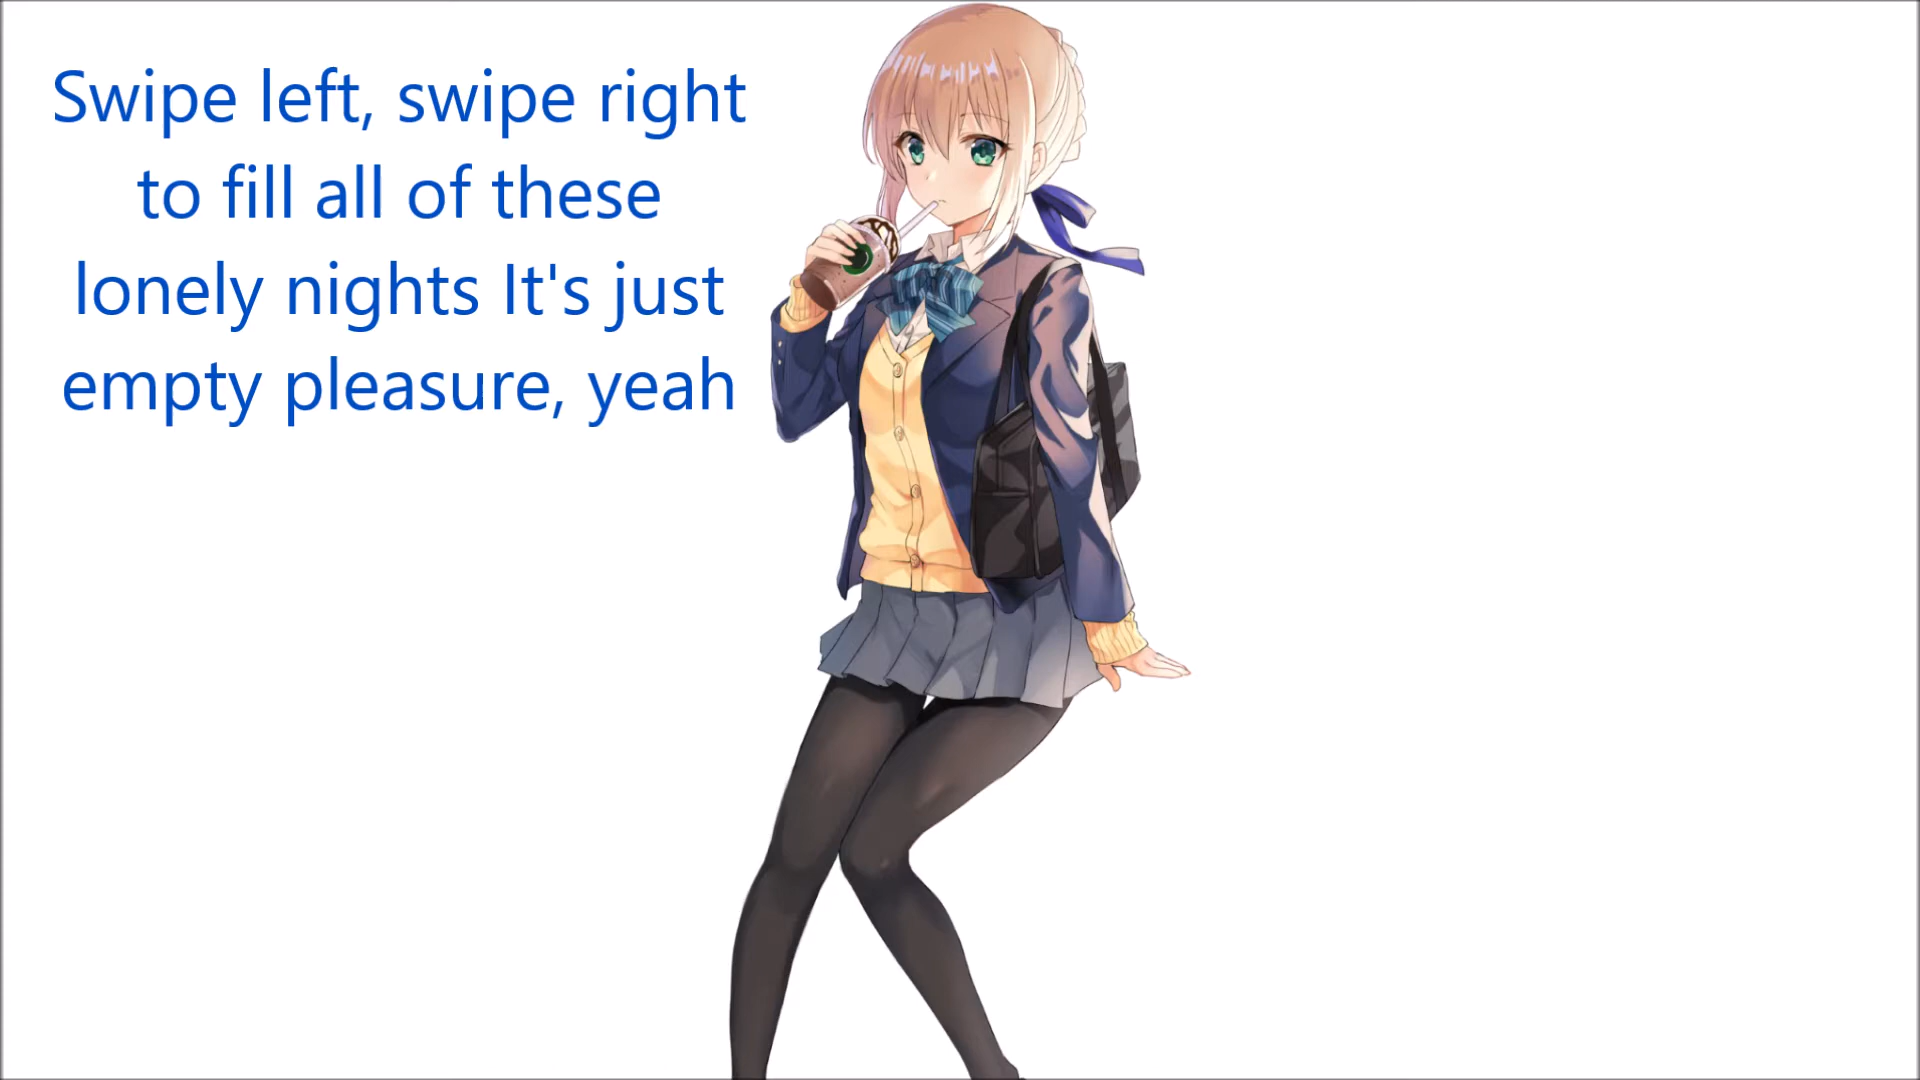 Swipe left, swipe right
to fill all of these
lonely nights It's just
empty pleasure, yeah